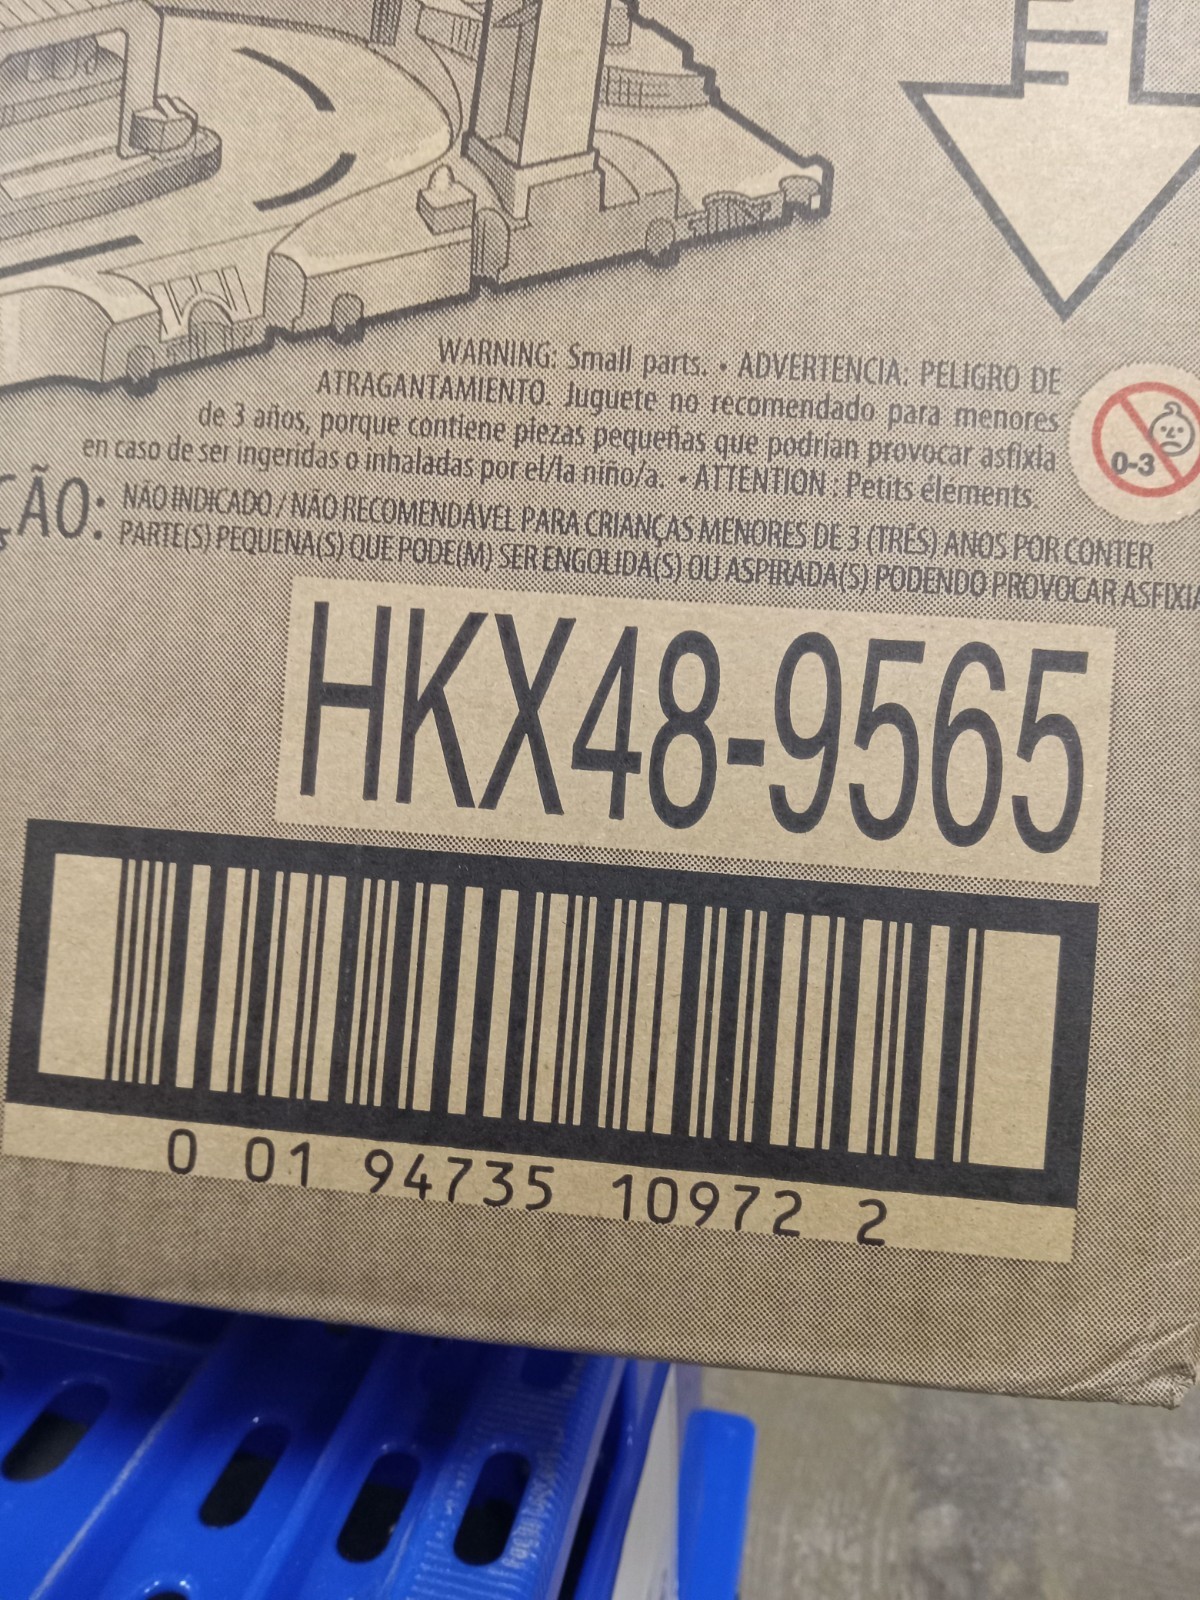 WARNING: Small parts. • ADVERTENCIA: PELIGRO DE
ATRAGANTAMIENTO. Juguete no recomendado para menores
de 3 años, porque contiene piezas pequeñas que podrían provocar asfixia
en caso de ser ingeridas o inhaladas por el/la niño/a. • ATTENTION : Petits éléments.
0-3
ÇÃO: NÃO INDICADO / NÃO RECOMENDÁVEL PARA CRIANÇAS MENORES DE 3 (TRÊS) ANOS POR CONTER
PARTE(S) PEQUENA(S) QUE PODE(M) SER ENGOLIDA(S) OU ASPIRADA(S) PODENDO PROVOCAR ASFIXIA
HKX48-9565
0 01 94735 10972 2